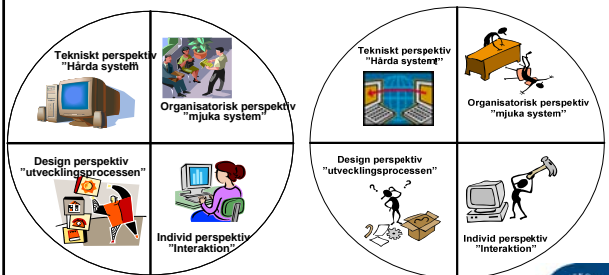 Tekniskt perspektiv
"Hårda system"
Organisatorisk perspektiv
"mjuka system"
Design perspektiv
"utvecklingsprocessen"
Individ perspektiv
"Interaktion"
Tekniskt perspektiv
"Hårda system"
Organisatorisk perspektiv
"mjuka system"
Design perspektiv
"utvecklingsprocessen"
Individ perspektiv
"Interaktion"